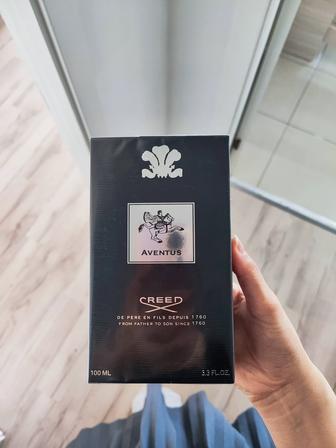 AVENTUS
CREED
DE PERE EN FILS DEPUIS 1760
FROM FATHER TO SON SINCE 1760
100 ML 3.3 FL.OZ.